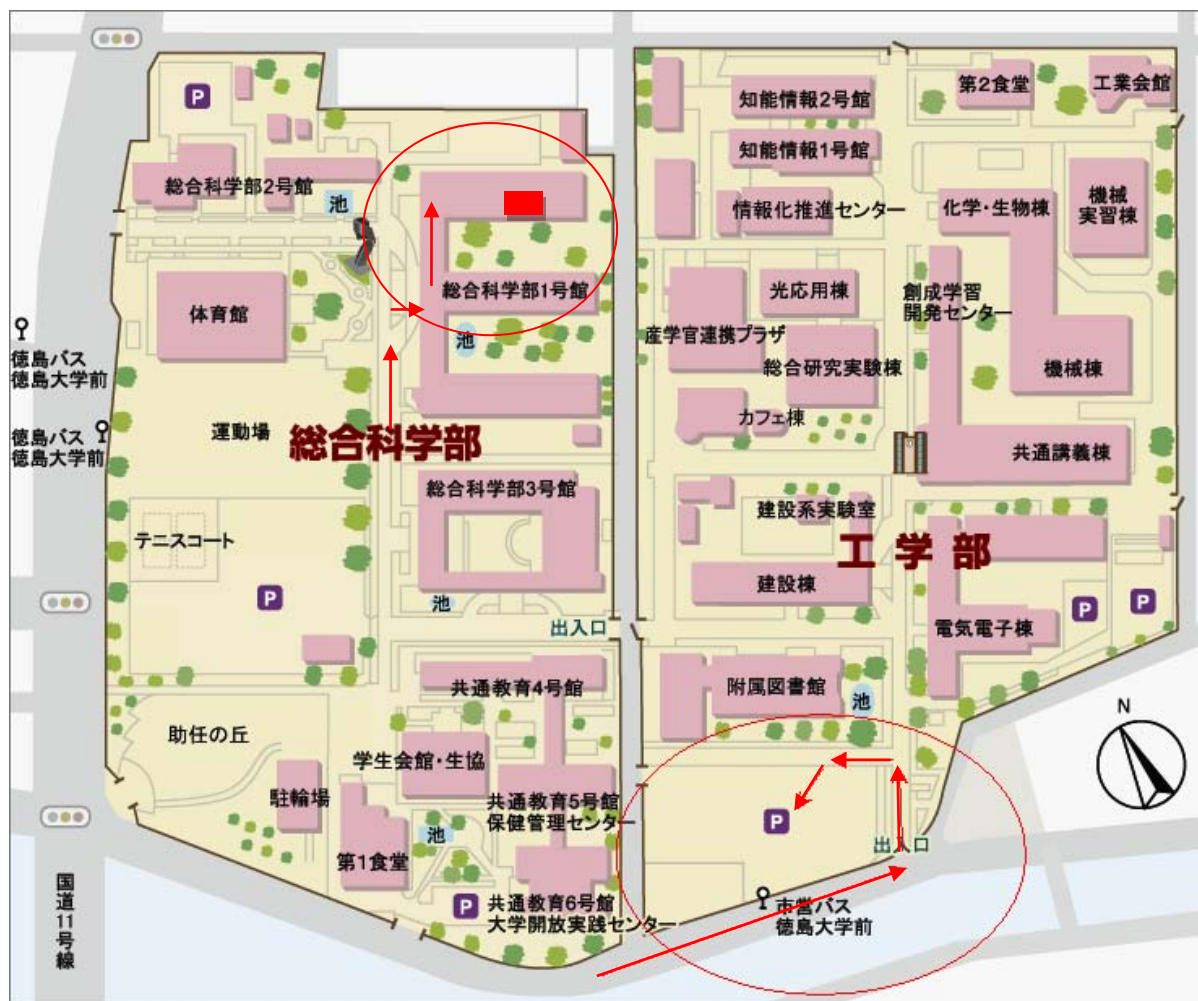 P
知能情報2号館
第2食堂
工業会館
知能情報1号館
総合科学部2号館
池
情報化推進センター
化学・生物棟
機械
実習棟
総合科学部1号館
光応用棟
創成学習
開発センター
体育館
池
産学官連携プラザ
総合研究実験棟
機械棟
徳島バス
徳島大学前
カフェ棟
徳島バス
徳島大学前
運動場
総合科学部
共通講義棟
総合科学部3号館
建設系実験室
テニスコート
工学部
建設棟
P
池
P
P
出入口
電気電子棟
共通教育4号館
附属図書館
池
N
助任の丘
学生会館・生協
駐輪場
共通教育5号館
保健管理センター
P
池
出入口
第1食堂
国道11号線
P
共通教育6号館
大学開放実践センター
市営バス
徳島大学前